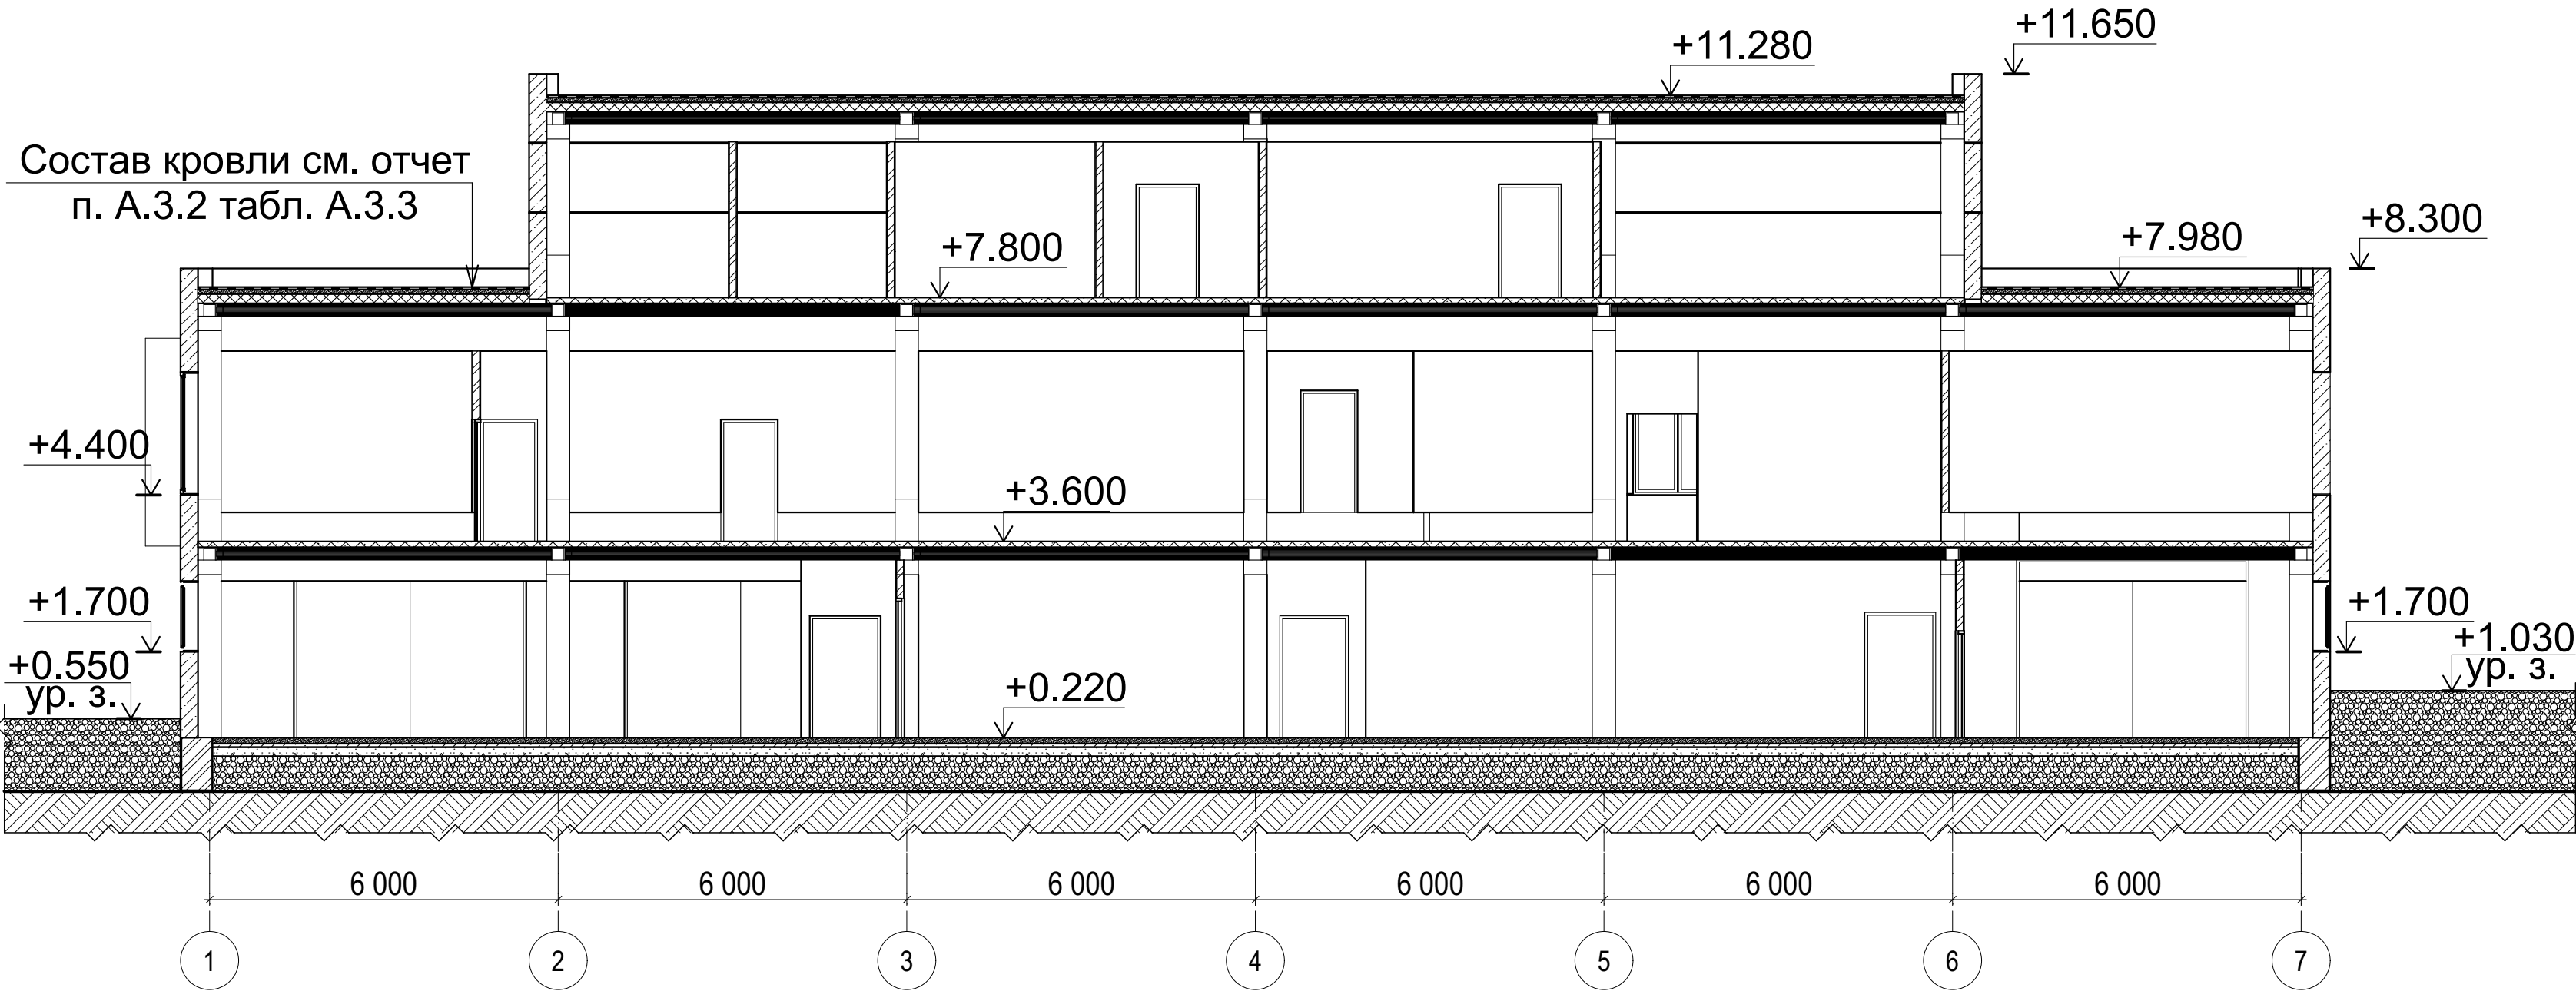 +11.650
+11.280
Состав кровли см. отчет
п. А.3.2 табл. А.3.3
+8.300
+7.980
+7.800
+4.400
+3.600
+1.700
+1.700
+1.030
ур. з.
+0.550
ур. з.
+0.220
6 000 6 000 6 000 6 000 6 000 6 000
1 2 3 4 5 6 7